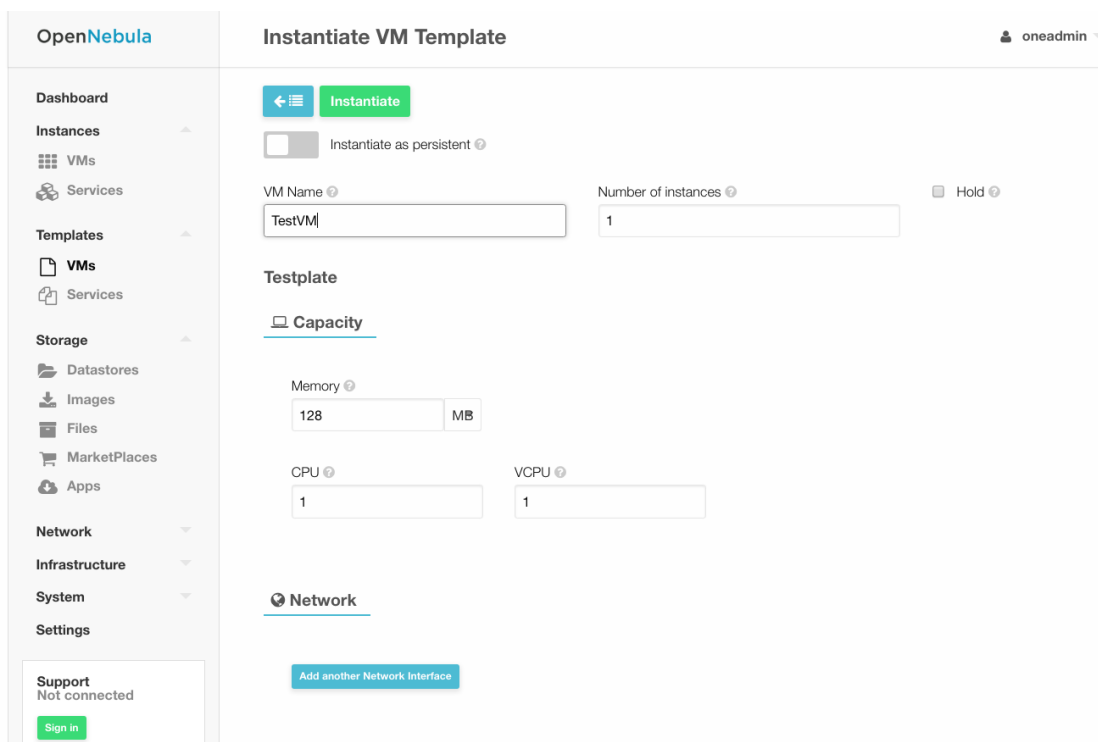 OpenNebula
Instantiate VM Template
oneadmin
Dashboard
Instances
VMs
Services
Templates
VMs
Services
Storage
Datastores
Images
Files
MarketPlaces
Apps
Network
Infrastructure
System
Settings
Support
Not connected
Sign in
Instantiate
Instantiate as persistent
VM Name
Number of instances
Hold
TestVM
1
Testplate
Capacity
Memory
128
MB
CPU
VCPU
1
1
Network
Add another Network Interface